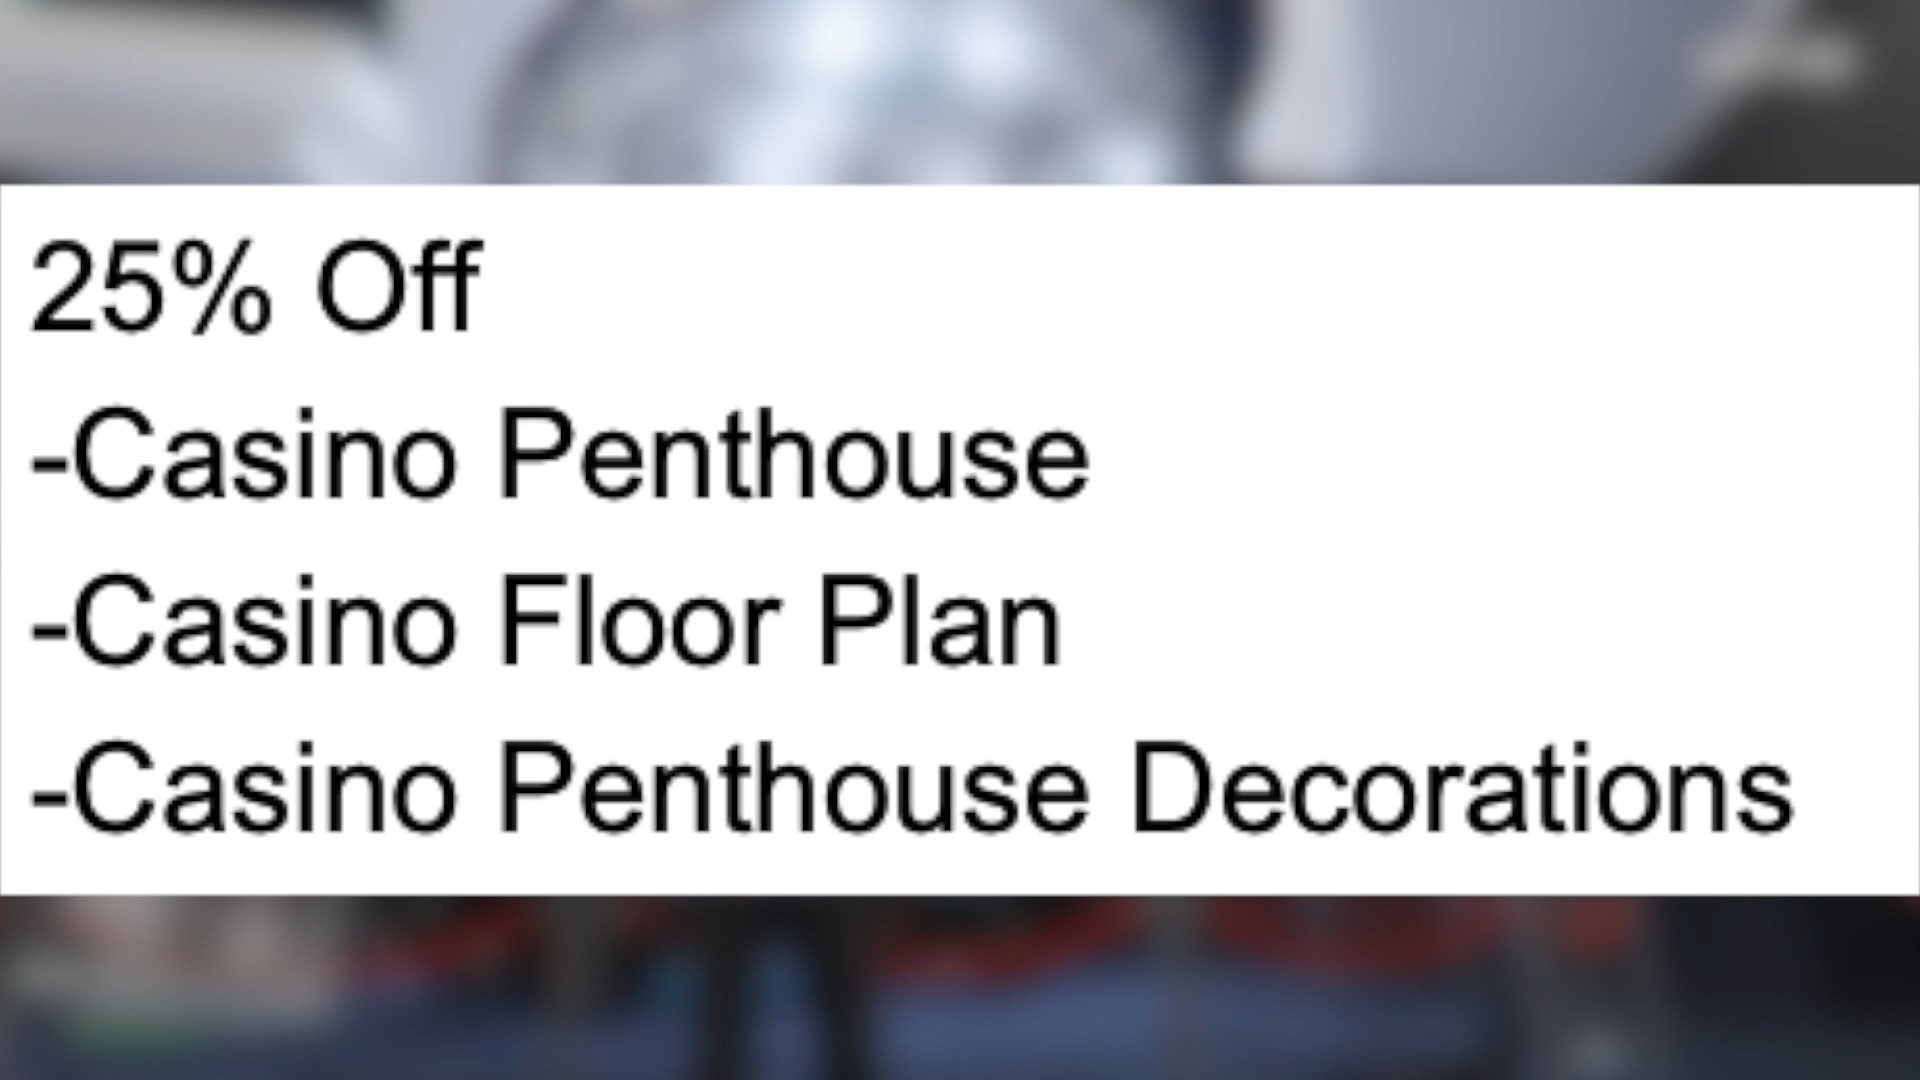 25% Off
-Casino Penthouse
-Casino Floor Plan
-Casino Penthouse Decorations